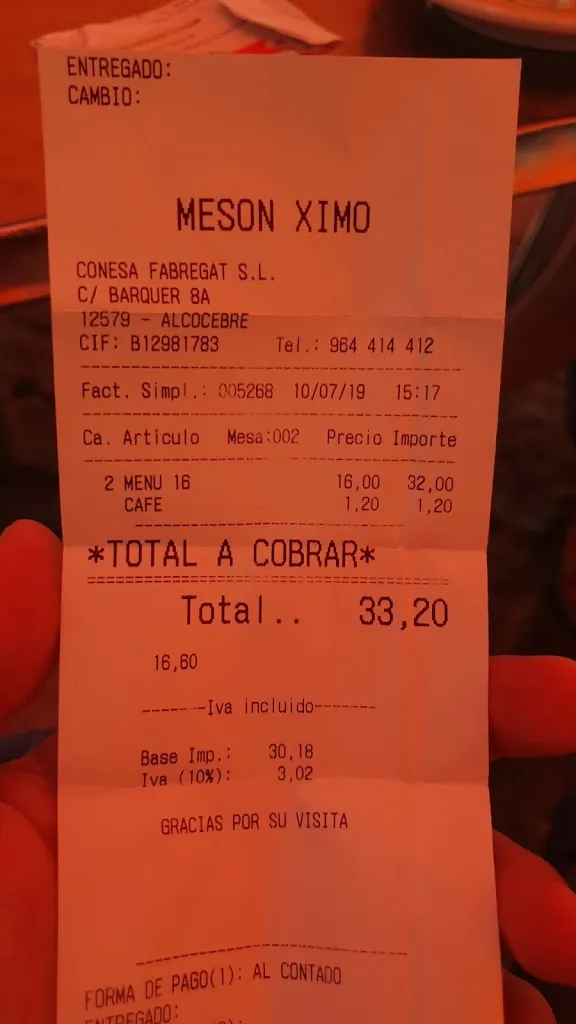 ENTREGADO:
CAMBIO:
MESON XIMO
CONESA FABREGAT S.L.
C/ BARQUER 8A
12579 - ALCOCEBRE
CIF: B12981783 Tel.: 964 414 412
Fact. Simpl.: 005268 10/07/19 15:17
Ca. Artículo Mesa:002 Precio Importe
2 MENU 16 16,00 32,00
CAFE 1,20 1,20
*TOTAL A COBRAR*
Total.. 33,20
16,60
-------Iva incluido-------
Base Imp.: 30,18
Iva (10%): 3,02
GRACIAS POR SU VISITA
FORMA DE PAGO(1): AL CONTADO
ENTREGADO: